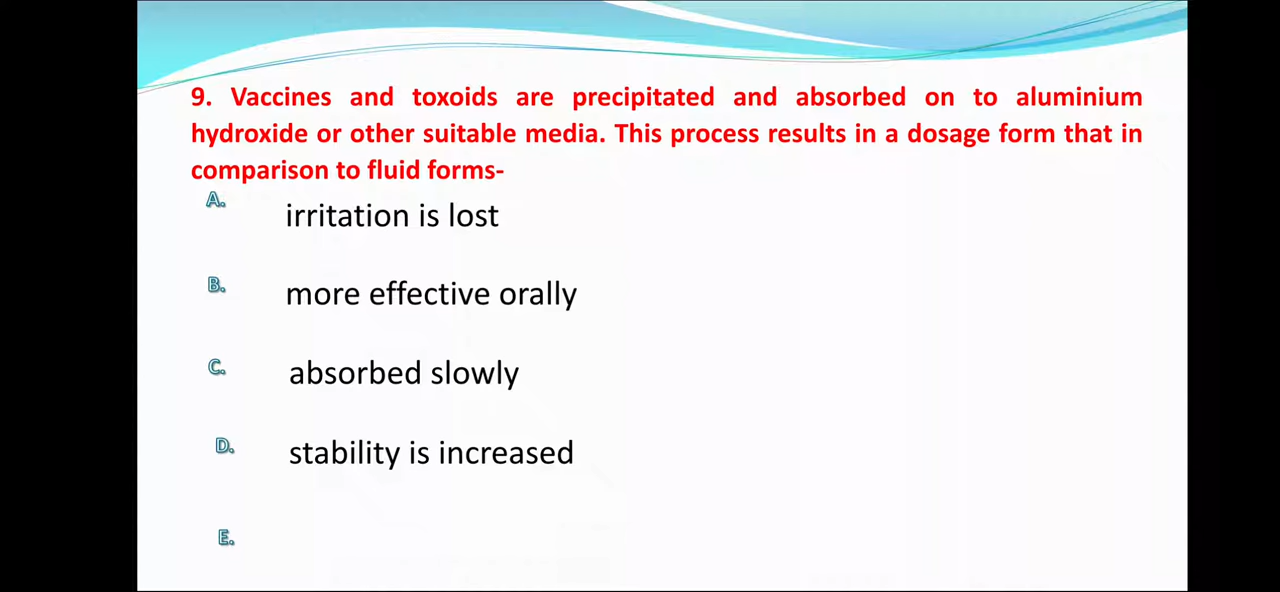 9. Vaccines and toxoids are precipitated and absorbed on to aluminium
hydroxide or other suitable media. This process results in a dosage form that in
comparison to fluid forms-
A. irritation is lost
B. more effective orally
C. absorbed slowly
D. stability is increased
E.